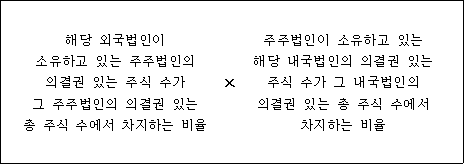 해당 외국법인이
소유하고 있는 주주법인의
의결권 있는 주식 수가
그 주주법인의 의결권 있는
총 주식 수에서 차지하는 비율
×
주주법인이 소유하고 있는
해당 내국법인의 의결권 있는
주식 수가 그 내국법인의
의결권 있는 총 주식 수에서
차지하는 비율